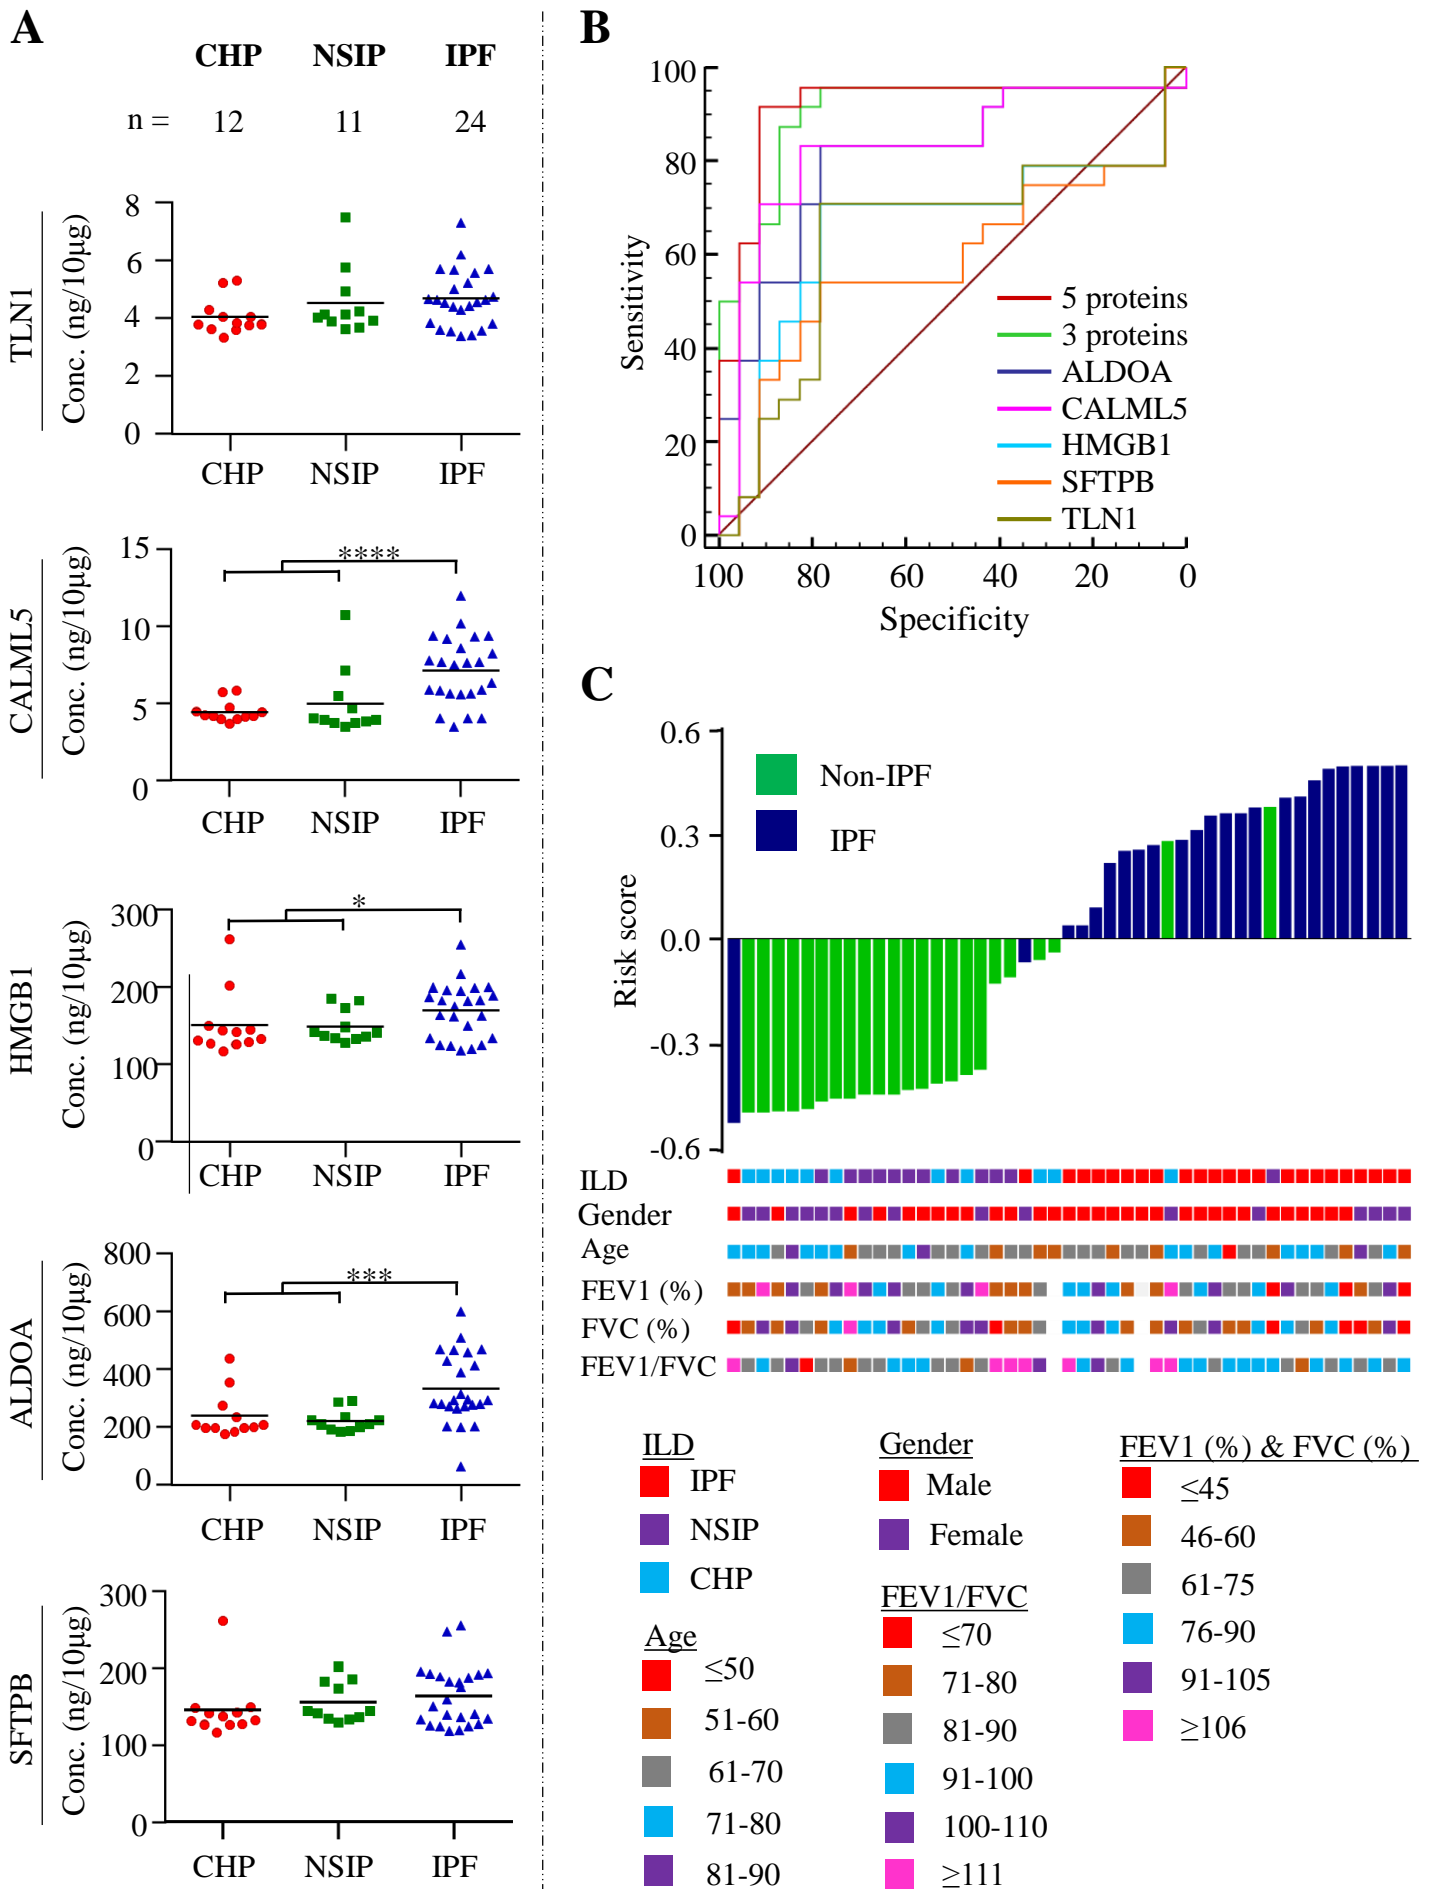 A
CHP NSIP IPF
n = 12 11 24
TLN1
Conc. (ng/10µg)
8
6
4
2
0
CHP NSIP IPF
CALML5
Conc. (ng/10µg)
15
10
5
0
****
CHP NSIP IPF
HMGB1
Conc. (ng/10µg)
300
200
100
0
*
CHP NSIP IPF
ALDOA
Conc. (ng/10µg)
800
600
400
200
0
***
CHP NSIP IPF
SFTPB
Conc. (ng/10µg)
300
200
100
0
CHP NSIP IPF
B
Sensitivity
100
80
60
40
20
0
5 proteins
3 proteins
ALDOA
CALML5
HMGB1
SFTPB
TLN1
100 80 60 40 20 0
Specificity
C
Risk score
0.6
0.3
0.0
-0.3
-0.6
Non-IPF
IPF
ILD
Gender
Age
FEV1 (%)
FVC (%)
FEV1/FVC
ILD
IPF
NSIP
CHP
Age
≤50
51-60
61-70
71-80
81-90
Gender
Male
Female
FEV1/FVC
≤70
71-80
81-90
91-100
100-110
≥111
FEV1 (%) & FVC (%)
≤45
46-60
61-75
76-90
91-105
≥106